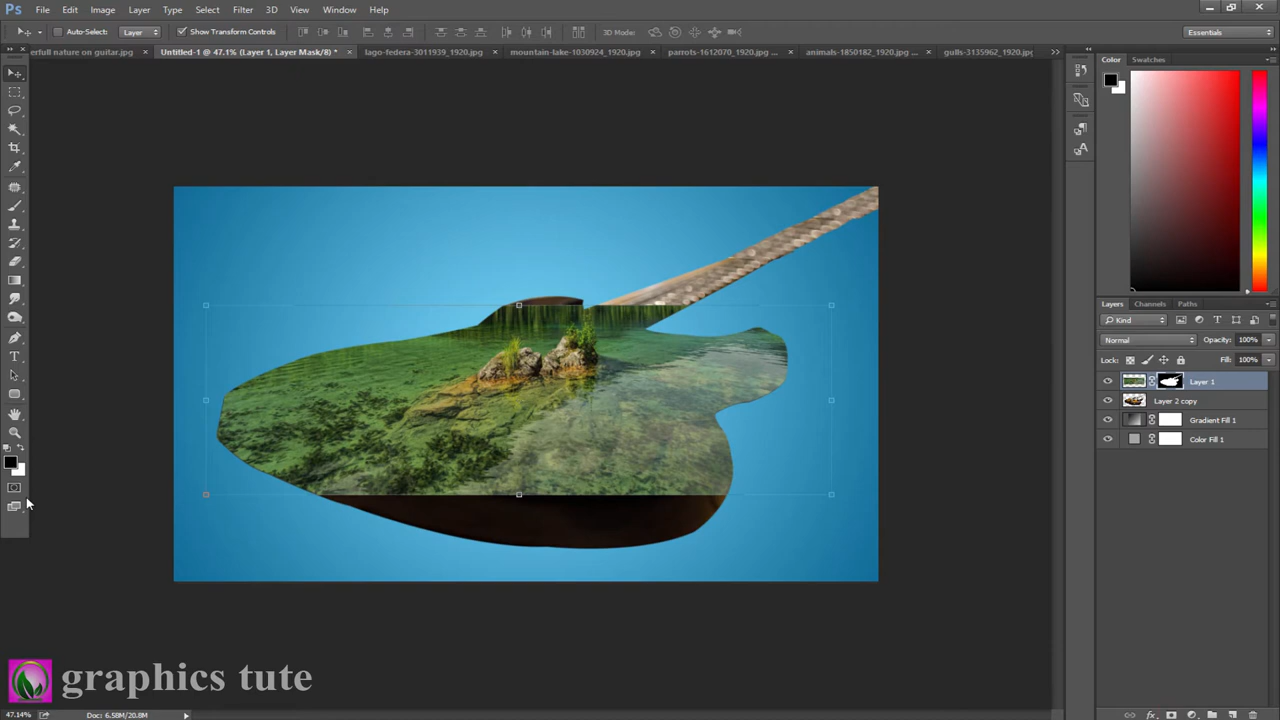 Ps File Edit Image Layer Type Select Filter 3D View Window Help
Auto-Select: Layer Show Transform Controls 3D Mode: Essentials
erfull nature on guitar.jpg Untitled-1 @ 47.1% (Layer 1, Layer Mask/8) * lago-federa-3011939_1920.jpg mountain-lake-1030924_1920.jpg parrots-1612070_1920.jpg ... animals-1850182_1920.jpg ... gulls-3135962_1920.jpg
Color Swatches
Layers Channels Paths
Kind
Normal Opacity: 100%
Lock: Fill: 100%
Layer 1
Layer 2 copy
Gradient Fill 1
Color Fill 1
graphics tute
47.14% Doc: 6.58M/20.8M